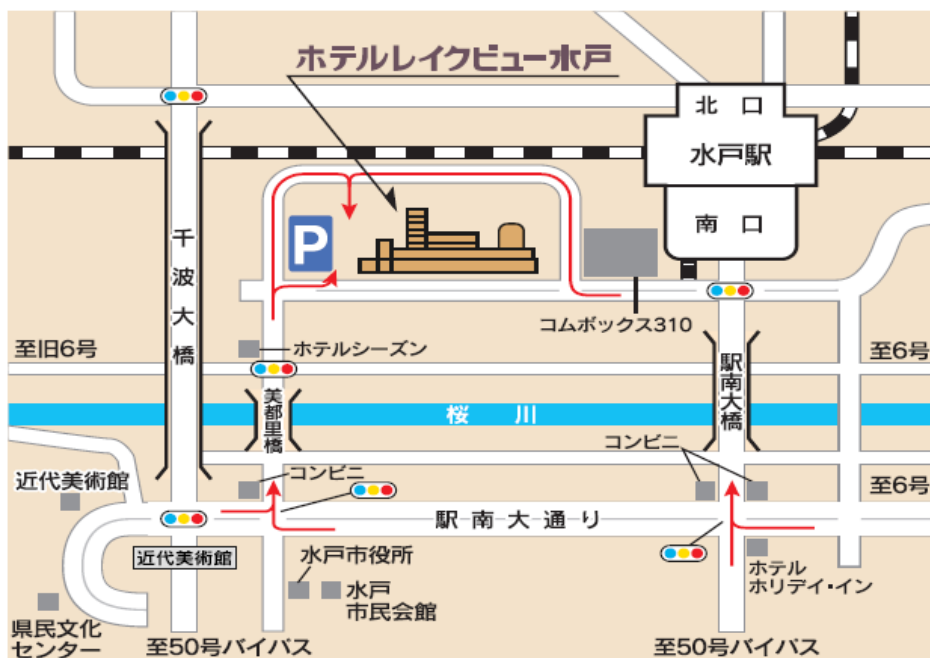 ホテルレイクビュー水戸
北 口
水戸駅
南 口
千波大橋
P
コムボックス310
至旧6号
ホテルシーズン
至6号
美都里橋
駅南大橋
桜 川
コンビニ
コンビニ
近代美術館
至6号
駅 南 大 通 り
近代美術館
水戸市役所
水戸
市民会館
ホテル
ホリデイ・イン
県民文化
センター
至50号バイパス
至50号バイパス